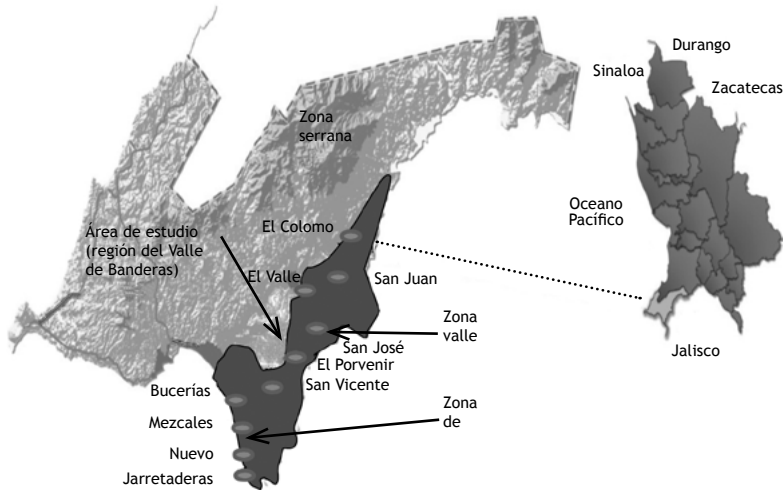 Durango
Sinaloa
Zacatecas
Zona
serrana
Oceano
Pacífico
Área de estudio
(región del Valle
de Banderas)
El Colomo
El Valle
San Juan
Zona
valle
San José
El Porvenir
San Vicente
Jalisco
Bucerías
Mezcales
Zona
de
Nuevo
Jarretaderas